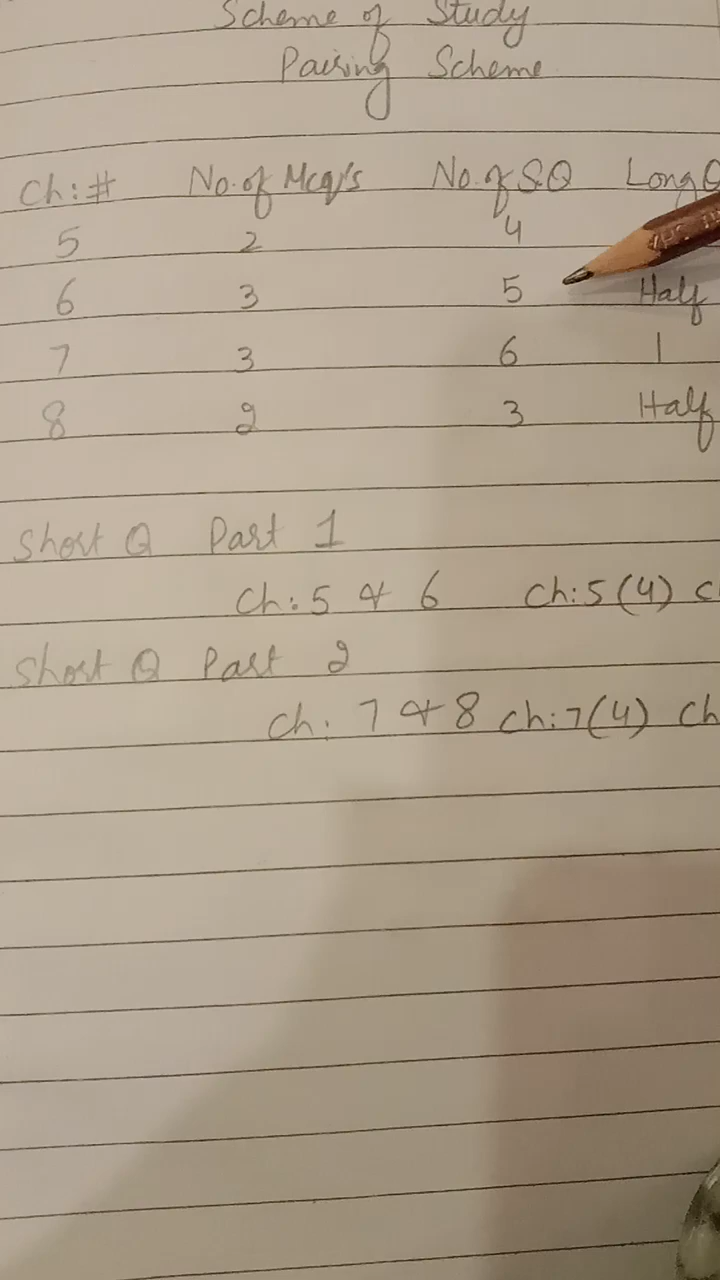 Scheme of Study
Pairing Scheme
Ch:# No. of Mcq's No. of S.Q Long Q
5 2 4
6 3 5 Half
7 3 6 1
8 2 3 Half
Short Q Part 1
Ch: 5 & 6 Ch: 5 (4)
Short Q Part 2
Ch: 7 & 8 Ch: 7 (4) Ch